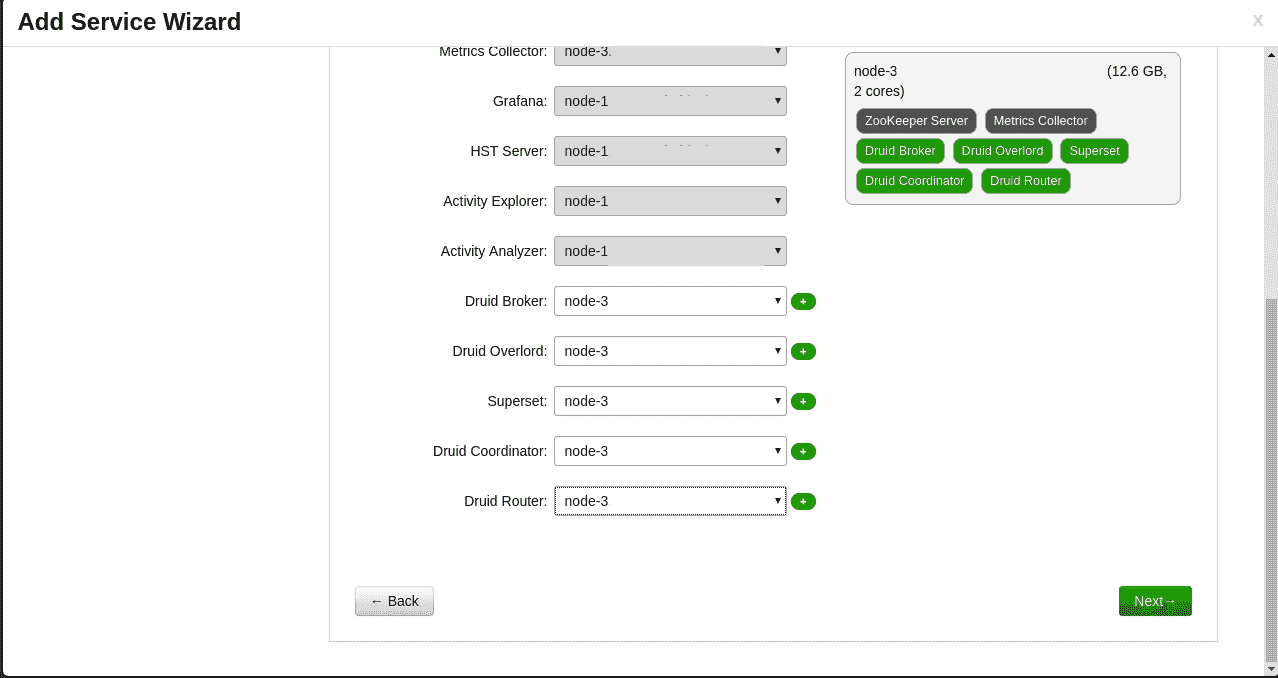 Add Service Wizard
X
Metrics Collector: node-3.
Grafana: node-1
HST Server: node-1
Activity Explorer: node-1
Activity Analyzer: node-1
Druid Broker: node-3 +
Druid Overlord: node-3 +
Superset: node-3 +
Druid Coordinator: node-3 +
Druid Router: node-3 +
node-3 (12.6 GB,
2 cores)
ZooKeeper Server Metrics Collector
Druid Broker Druid Overlord Superset
Druid Coordinator Druid Router
← Back
Next→